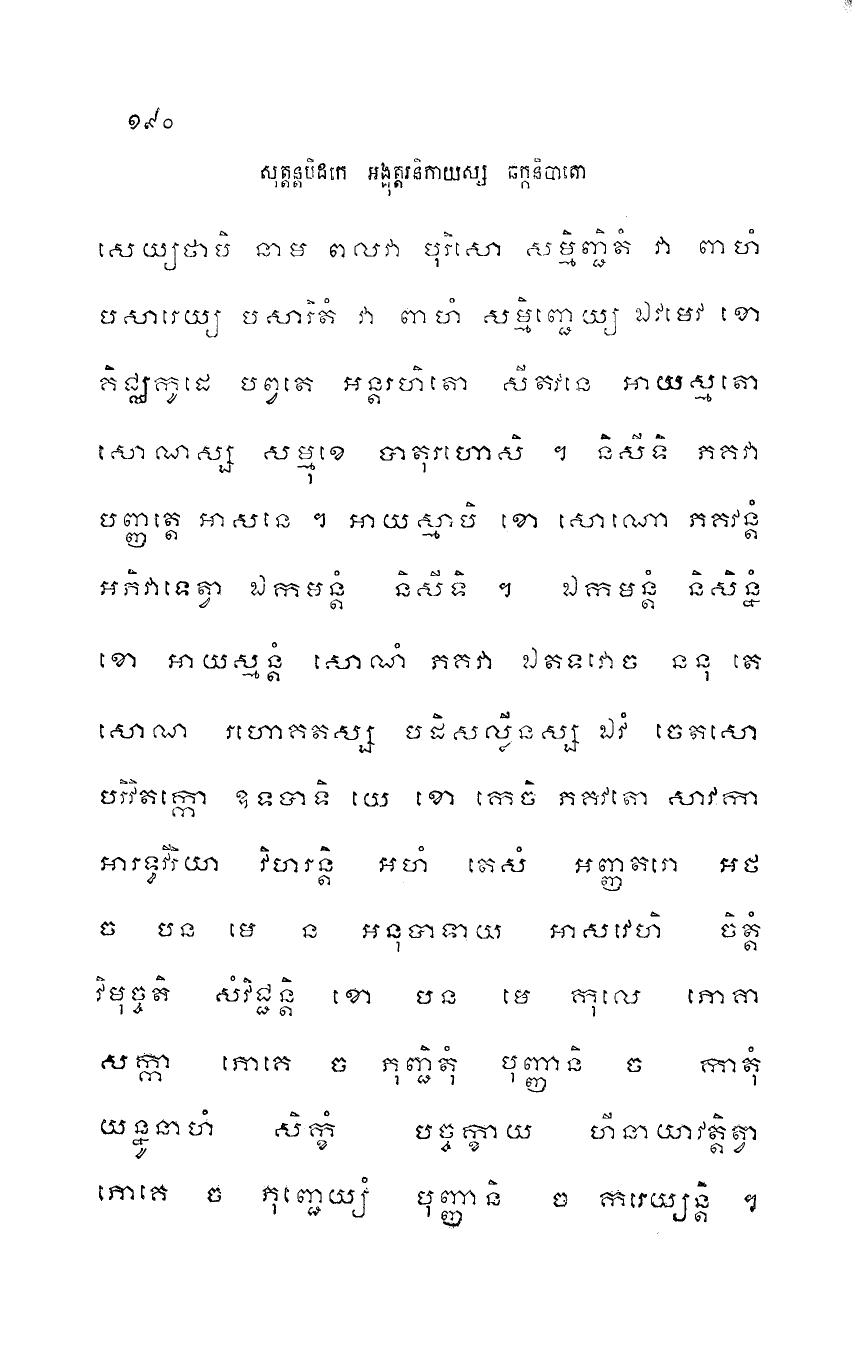 ១៩០
សុត្តន្តបិដកេ អង្គុត្តរនិកាយស្ស ឆក្កនិបាតោ
សេយ្យថាបិ នាម ពលវា បុរិសោ សម្មិញ្ជិតំ វា ពាហំ
បសារេយ្យ បសារិតំ វា ពាហំ សម្មិញ្ជេយ្យ ឯវមេវ ខោ
គិជ្ឈកូដេ បព្វតេ អន្តរហិតោ សីតវនេ អាយស្មតោ
សោណស្ស សម្មុខេ បាតុរហោសិ ។ និសីទិ ភគវា
បញ្ញត្តេ អាសនេ ។ អាយស្មាបិ ខោ សោណោ ភគវន្តំ
អភិវាទេត្វា ឯកមន្តំ និសីទិ ។ ឯកមន្តំ និសិន្នំ
ខោ អាយស្មន្តំ សោណំ ភគវា ឯតទវោច ននុ តេ
សោណ រហោគតស្ស បដិសល្លីនស្ស ឯវំ ចេតសោ
បរិវិតក្កោ ឧទបាទិ យេ ខោ កេចិ ភគវតោ សាវកា
អារទ្ធវីរិយា វិហរន្តិ អហំ តេសំ អញ្ញតរោ អថ
ច បន មេ ន អនុបាទាយ អាសវេហិ ចិត្តំ
វិមុច្ចតិ សំវិជ្ជន្តិ ខោ បន មេ កុលេ ភោគា
សក្កា ភោគេ ច ភុញ្ជិតុំ បុញ្ញានិ ច កាតុំ
យន្នូនាហំ សិក្ខំ បច្ចក្ខាយ ហីនាយាវត្តិត្វា
ភោគេ ច ភុញ្ជេយ្យំ បុញ្ញានិ ច ករេយ្យន្តិ ។